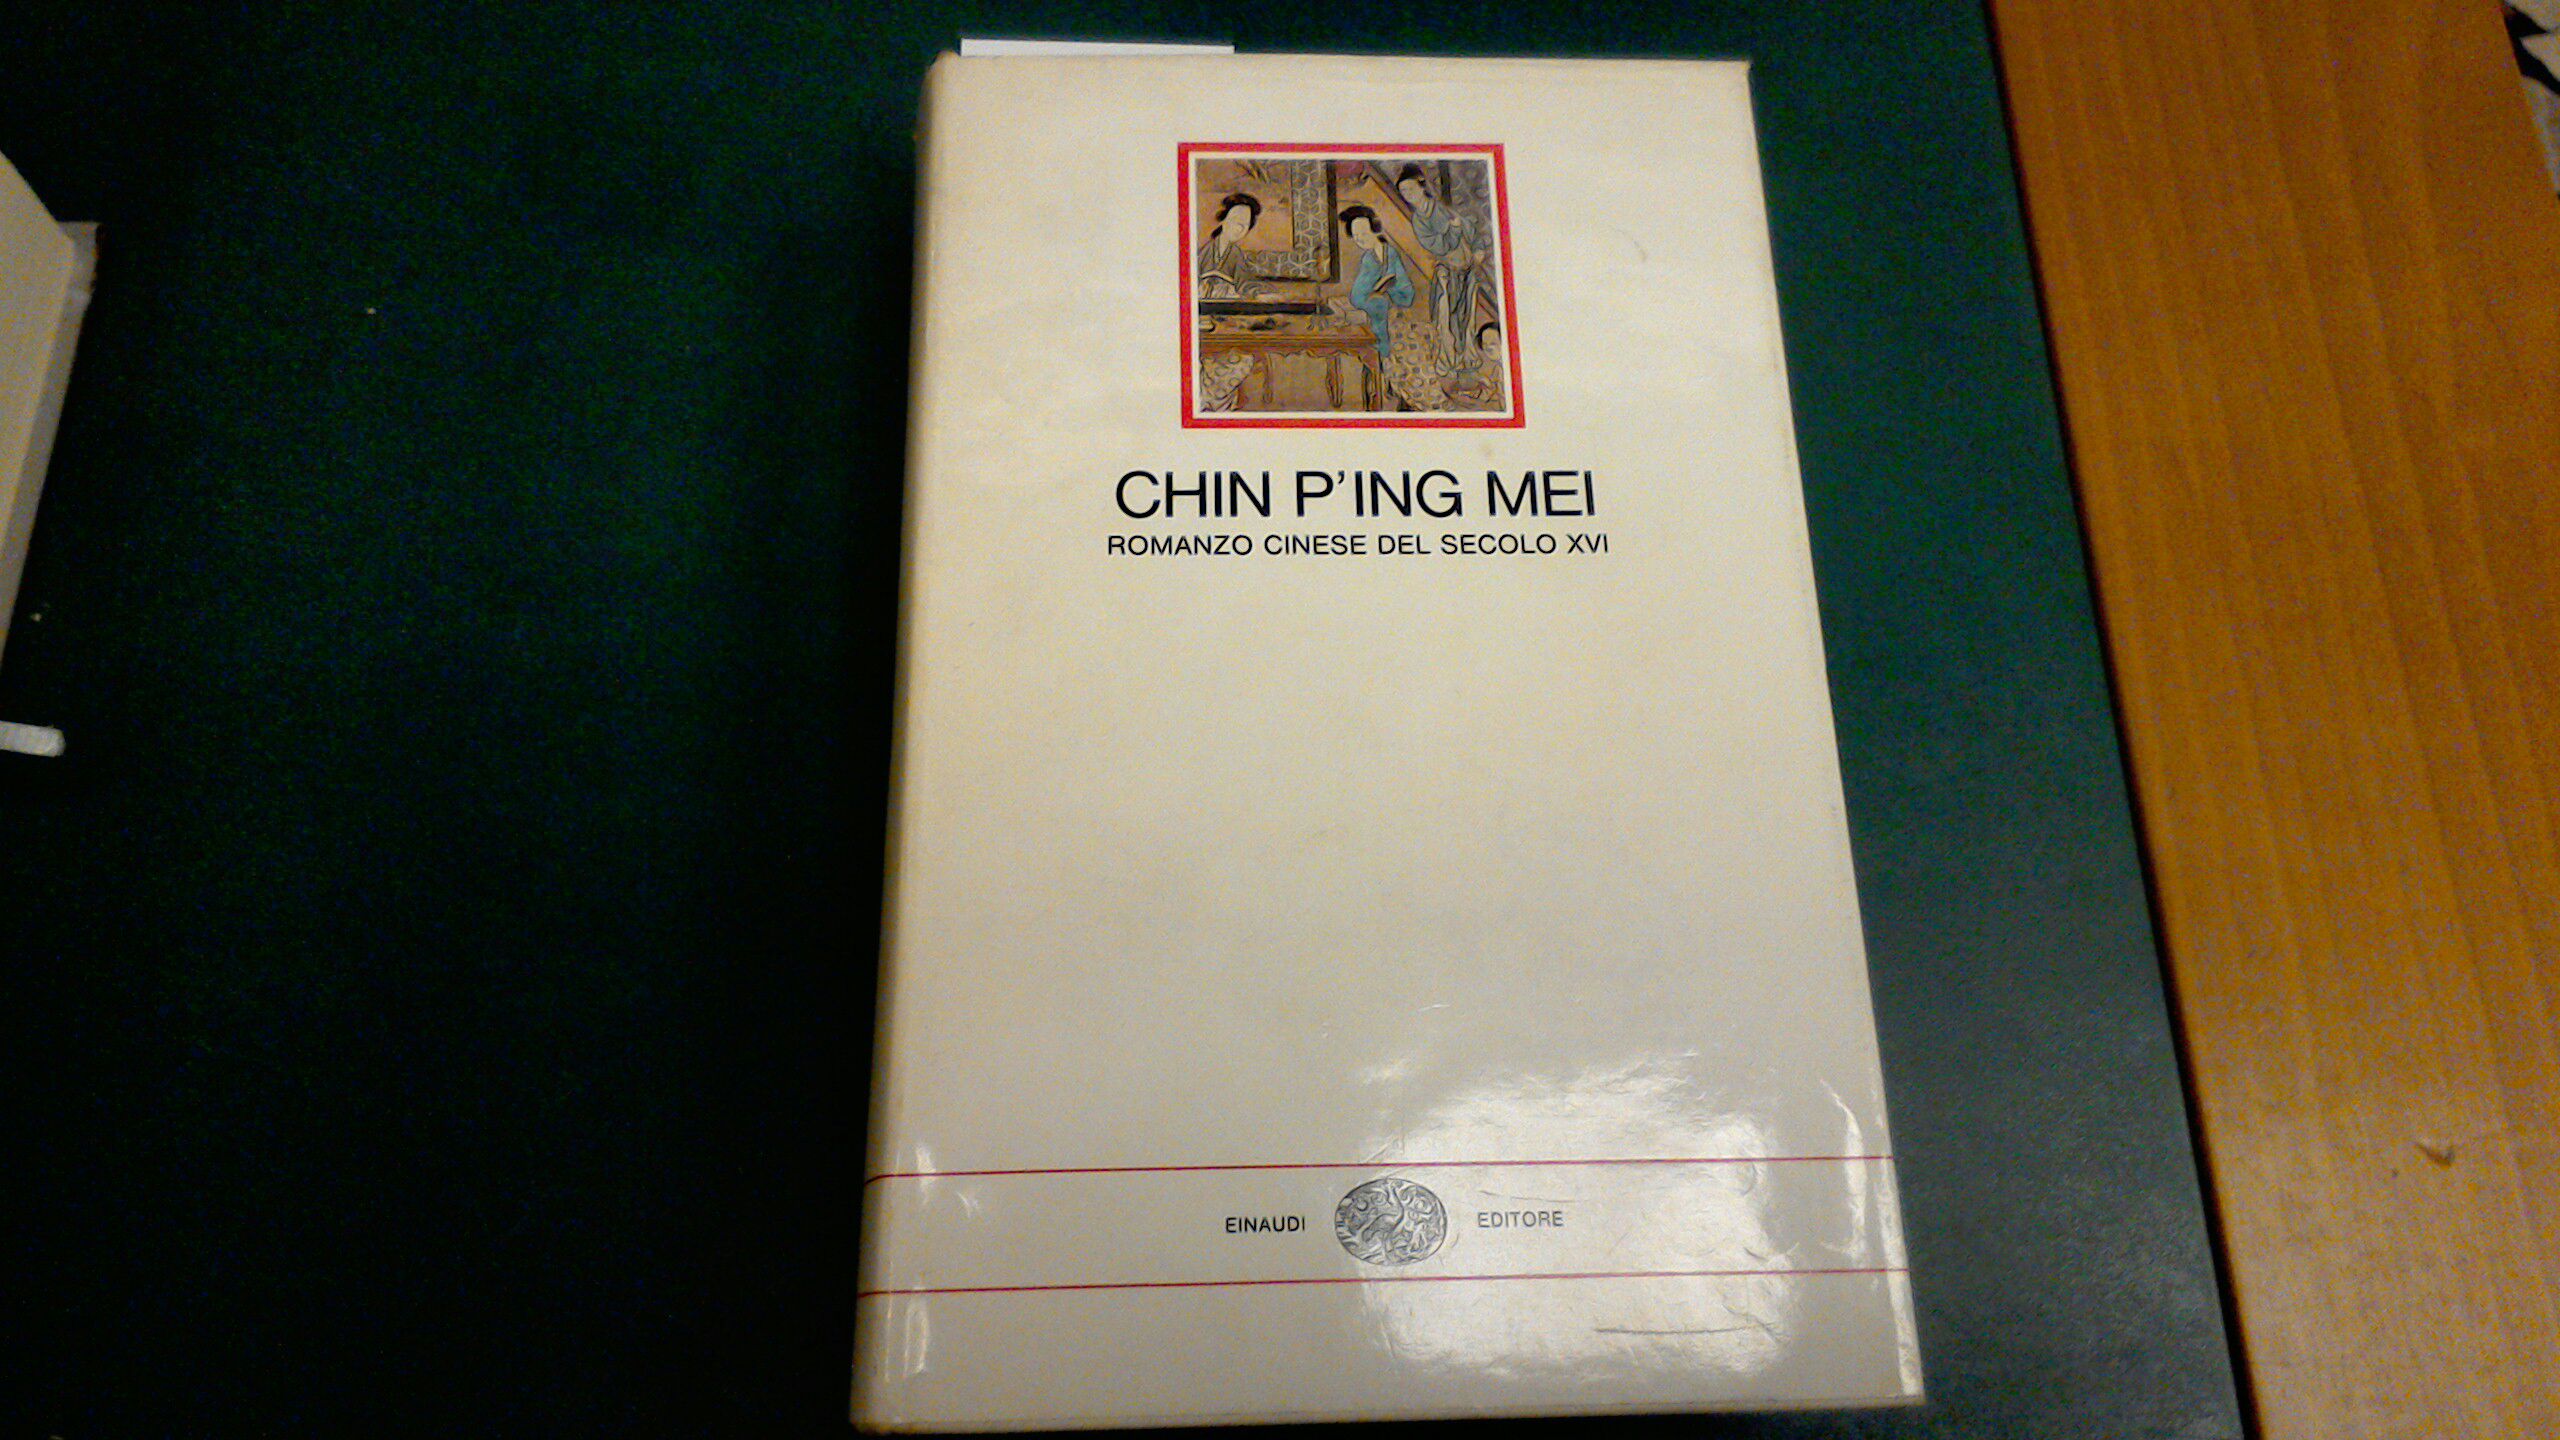 CHIN P'ING MEI
ROMANZO CINESE DEL SECOLO XVI
EINAUDI EDITORE